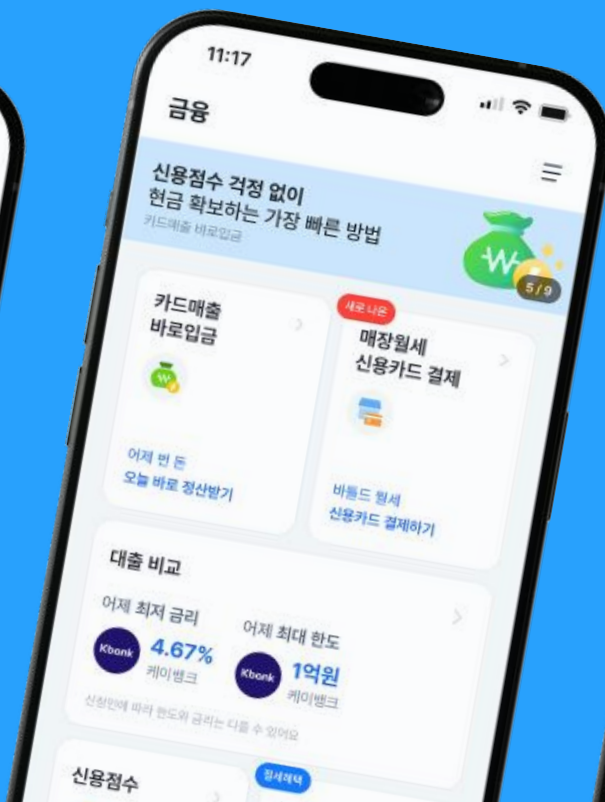 11:17
금융
신용점수 걱정 없이
현금 확보하는 가장 빠른 방법
카드매출 바로입금
5/9
카드매출
바로입금
어제 번 돈
오늘 바로 정산받기
새로 나온
매장월세
신용카드 결제
바틀드 월세
신용카드 결제하기
대출 비교
어제 최저 금리
Kbank
4.67%
케이뱅크
어제 최대 한도
Kbank
1억원
케이뱅크
신청인에 따라 한도와 금리는 다를 수 있어요
신용점수
절세혜택